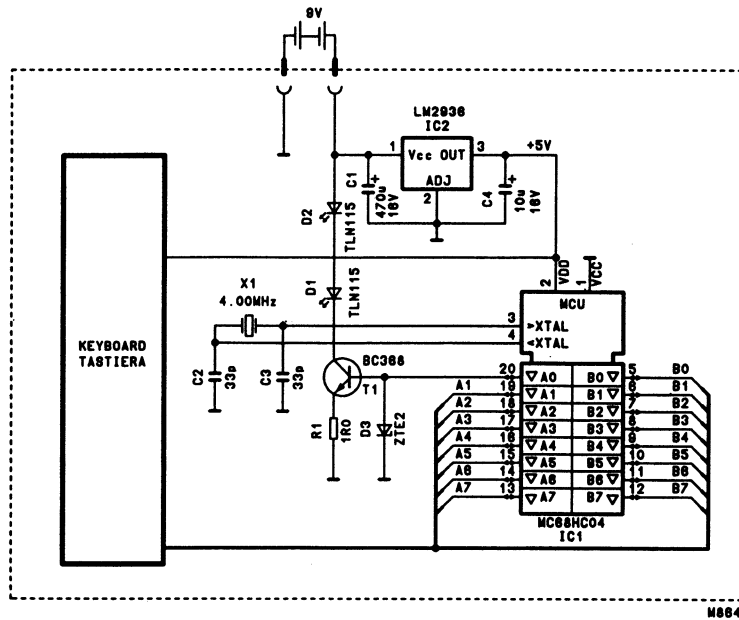 9V
LM2936
IC2
1
Vcc OUT
3
+5V
ADJ
2
C1
470u
16V
C4
10u
16V
D2
TLN115
D1
TLN115
X1
4.00MHz
KEYBOARD
TASTIERA
C2
33p
C3
33p
BC368
T1
R1
1R0
D3
ZTE2
2
VDD
1
VCC
MCU
3
>XTAL
4
<XTAL
20 A0 B0 5 B0
A1 19 A1 B1 6 B1
A2 18 A2 B2 7 B2
A3 17 A3 B3 8 B3
A4 16 A4 B4 9 B4
A5 15 A5 B5 10 B5
A6 14 A6 B6 11 B6
A7 13 A7 B7 12 B7
MC68HC04
IC1
M864